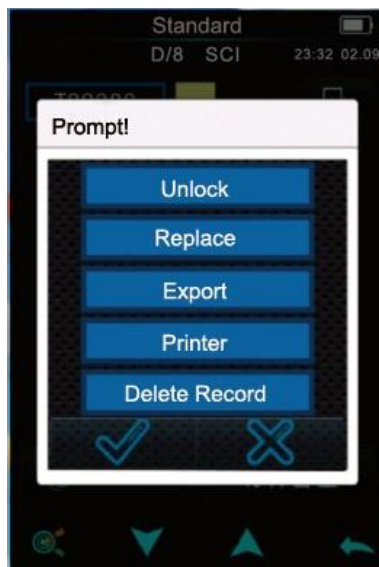 Standard
D/8 SCI 23:32 02.09
Prompt!
Unlock
Replace
Export
Printer
Delete Record